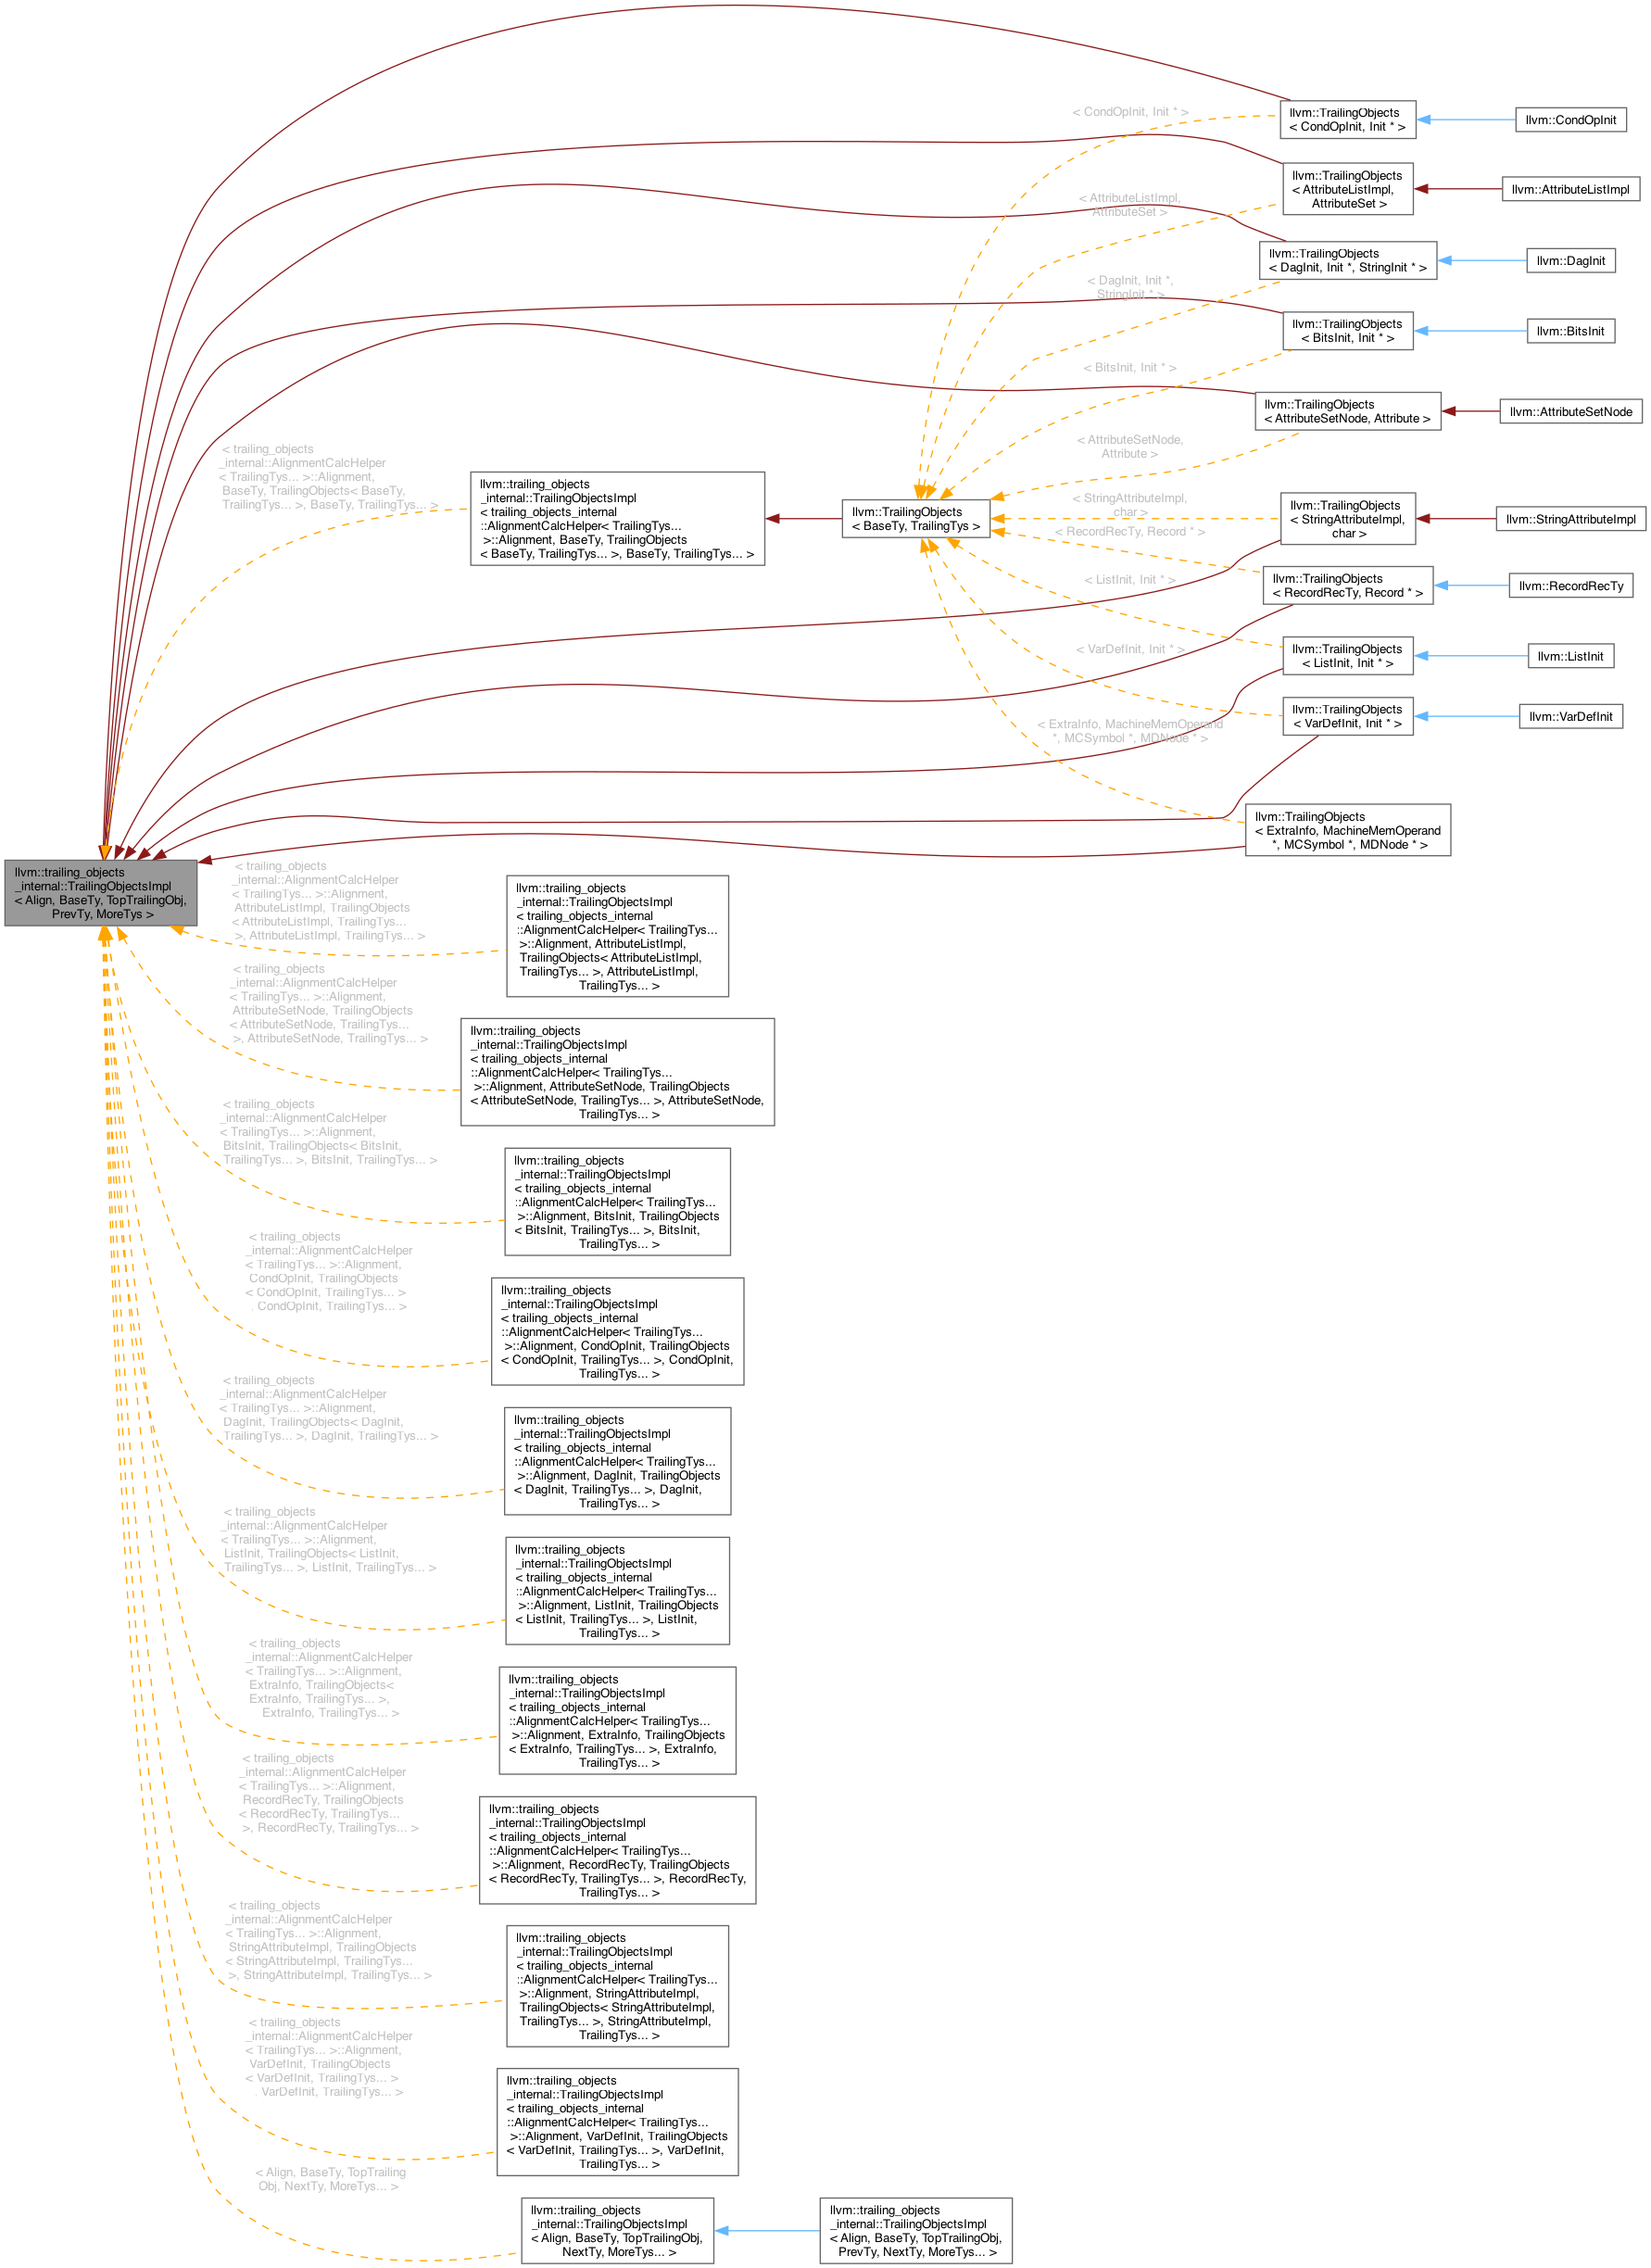 llvm::trailing_objects
_internal::TrailingObjectsImpl
< Align, BaseTy, TopTrailingObj,
PrevTy, MoreTys >
< trailing_objects
_internal::AlignmentCalcHelper
< TrailingTys... >::Alignment,
BaseTy, TrailingObjects< BaseTy,
TrailingTys... >, BaseTy, TrailingTys... >
llvm::trailing_objects
_internal::TrailingObjectsImpl
< trailing_objects_internal
::AlignmentCalcHelper< TrailingTys...
>::Alignment, BaseTy, TrailingObjects
< BaseTy, TrailingTys... >, BaseTy, TrailingTys... >
llvm::TrailingObjects
< BaseTy, TrailingTys >
< CondOpInit, Init * >
llvm::TrailingObjects
< CondOpInit, Init * >
llvm::CondOpInit
< AttributeListImpl,
AttributeSet >
llvm::TrailingObjects
< AttributeListImpl,
AttributeSet >
llvm::AttributeListImpl
< DagInit, Init *,
StringInit * >
llvm::TrailingObjects
< DagInit, Init *, StringInit * >
llvm::DagInit
< BitsInit, Init * >
llvm::TrailingObjects
< BitsInit, Init * >
llvm::BitsInit
< AttributeSetNode,
Attribute >
llvm::TrailingObjects
< AttributeSetNode, Attribute >
llvm::AttributeSetNode
< StringAttributeImpl,
char >
llvm::TrailingObjects
< StringAttributeImpl,
char >
llvm::StringAttributeImpl
< RecordRecTy, Record * >
llvm::TrailingObjects
< RecordRecTy, Record * >
llvm::RecordRecTy
< ListInit, Init * >
llvm::TrailingObjects
< ListInit, Init * >
llvm::ListInit
< VarDefInit, Init * >
llvm::TrailingObjects
< VarDefInit, Init * >
llvm::VarDefInit
< ExtraInfo, MachineMemOperand
*, MCSymbol *, MDNode * >
llvm::TrailingObjects
< ExtraInfo, MachineMemOperand
*, MCSymbol *, MDNode * >
< trailing_objects
_internal::AlignmentCalcHelper
< TrailingTys... >::Alignment,
AttributeListImpl, TrailingObjects
< AttributeListImpl, TrailingTys...
>, AttributeListImpl, TrailingTys... >
llvm::trailing_objects
_internal::TrailingObjectsImpl
< trailing_objects_internal
::AlignmentCalcHelper< TrailingTys...
>::Alignment, AttributeListImpl,
TrailingObjects< AttributeListImpl,
TrailingTys... >, AttributeListImpl,
TrailingTys... >
< trailing_objects
_internal::AlignmentCalcHelper
< TrailingTys... >::Alignment,
AttributeSetNode, TrailingObjects
< AttributeSetNode, TrailingTys...
>, AttributeSetNode, TrailingTys... >
llvm::trailing_objects
_internal::TrailingObjectsImpl
< trailing_objects_internal
::AlignmentCalcHelper< TrailingTys...
>::Alignment, AttributeSetNode, TrailingObjects
< AttributeSetNode, TrailingTys... >, AttributeSetNode,
TrailingTys... >
< trailing_objects
_internal::AlignmentCalcHelper
< TrailingTys... >::Alignment,
BitsInit, TrailingObjects< BitsInit,
TrailingTys... >, BitsInit, TrailingTys... >
llvm::trailing_objects
_internal::TrailingObjectsImpl
< trailing_objects_internal
::AlignmentCalcHelper< TrailingTys...
>::Alignment, BitsInit, TrailingObjects
< BitsInit, TrailingTys... >, BitsInit,
TrailingTys... >
< trailing_objects
_internal::AlignmentCalcHelper
< TrailingTys... >::Alignment,
CondOpInit, TrailingObjects
< CondOpInit, TrailingTys... >
, CondOpInit, TrailingTys... >
llvm::trailing_objects
_internal::TrailingObjectsImpl
< trailing_objects_internal
::AlignmentCalcHelper< TrailingTys...
>::Alignment, CondOpInit, TrailingObjects
< CondOpInit, TrailingTys... >, CondOpInit,
TrailingTys... >
< trailing_objects
_internal::AlignmentCalcHelper
< TrailingTys... >::Alignment,
DagInit, TrailingObjects< DagInit,
TrailingTys... >, DagInit, TrailingTys... >
llvm::trailing_objects
_internal::TrailingObjectsImpl
< trailing_objects_internal
::AlignmentCalcHelper< TrailingTys...
>::Alignment, DagInit, TrailingObjects
< DagInit, TrailingTys... >, DagInit,
TrailingTys... >
< trailing_objects
_internal::AlignmentCalcHelper
< TrailingTys... >::Alignment,
ListInit, TrailingObjects< ListInit,
TrailingTys... >, ListInit, TrailingTys... >
llvm::trailing_objects
_internal::TrailingObjectsImpl
< trailing_objects_internal
::AlignmentCalcHelper< TrailingTys...
>::Alignment, ListInit, TrailingObjects
< ListInit, TrailingTys... >, ListInit,
TrailingTys... >
< trailing_objects
_internal::AlignmentCalcHelper
< TrailingTys... >::Alignment,
ExtraInfo, TrailingObjects<
ExtraInfo, TrailingTys... >,
ExtraInfo, TrailingTys... >
llvm::trailing_objects
_internal::TrailingObjectsImpl
< trailing_objects_internal
::AlignmentCalcHelper< TrailingTys...
>::Alignment, ExtraInfo, TrailingObjects
< ExtraInfo, TrailingTys... >, ExtraInfo,
TrailingTys... >
< trailing_objects
_internal::AlignmentCalcHelper
< TrailingTys... >::Alignment,
RecordRecTy, TrailingObjects
< RecordRecTy, TrailingTys...
>, RecordRecTy, TrailingTys... >
llvm::trailing_objects
_internal::TrailingObjectsImpl
< trailing_objects_internal
::AlignmentCalcHelper< TrailingTys...
>::Alignment, RecordRecTy, TrailingObjects
< RecordRecTy, TrailingTys... >, RecordRecTy,
TrailingTys... >
< trailing_objects
_internal::AlignmentCalcHelper
< TrailingTys... >::Alignment,
StringAttributeImpl, TrailingObjects
< StringAttributeImpl, TrailingTys...
>, StringAttributeImpl, TrailingTys... >
llvm::trailing_objects
_internal::TrailingObjectsImpl
< trailing_objects_internal
::AlignmentCalcHelper< TrailingTys...
>::Alignment, StringAttributeImpl,
TrailingObjects< StringAttributeImpl,
TrailingTys... >, StringAttributeImpl,
TrailingTys... >
< trailing_objects
_internal::AlignmentCalcHelper
< TrailingTys... >::Alignment,
VarDefInit, TrailingObjects
< VarDefInit, TrailingTys... >
, VarDefInit, TrailingTys... >
llvm::trailing_objects
_internal::TrailingObjectsImpl
< trailing_objects_internal
::AlignmentCalcHelper< TrailingTys...
>::Alignment, VarDefInit, TrailingObjects
< VarDefInit, TrailingTys... >, VarDefInit,
TrailingTys... >
< Align, BaseTy, TopTrailing
Obj, NextTy, MoreTys... >
llvm::trailing_objects
_internal::TrailingObjectsImpl
< Align, BaseTy, TopTrailingObj,
NextTy, MoreTys... >
llvm::trailing_objects
_internal::TrailingObjectsImpl
< Align, BaseTy, TopTrailingObj,
PrevTy, NextTy, MoreTys... >